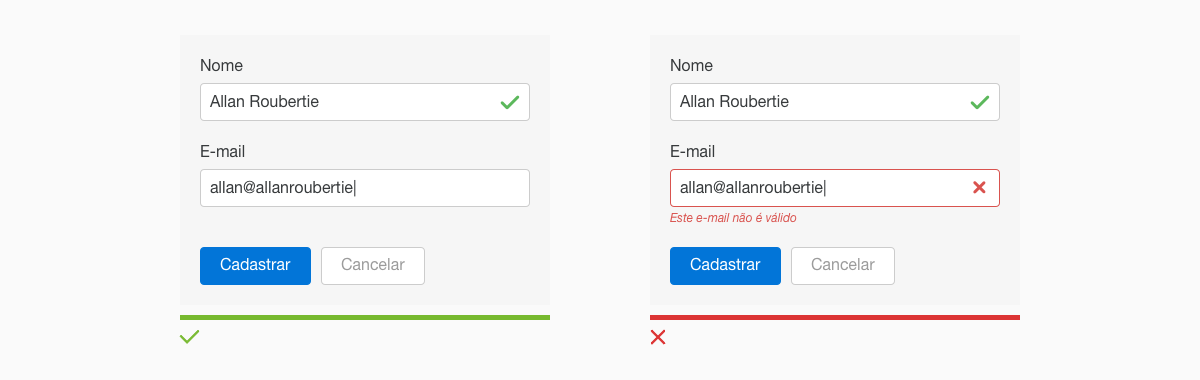 Nome
Allan Roubertie
E-mail
allan@allanroubertie
Cadastrar
Cancelar
Nome
Allan Roubertie
E-mail
allan@allanroubertie
Este e-mail não é válido
Cadastrar
Cancelar